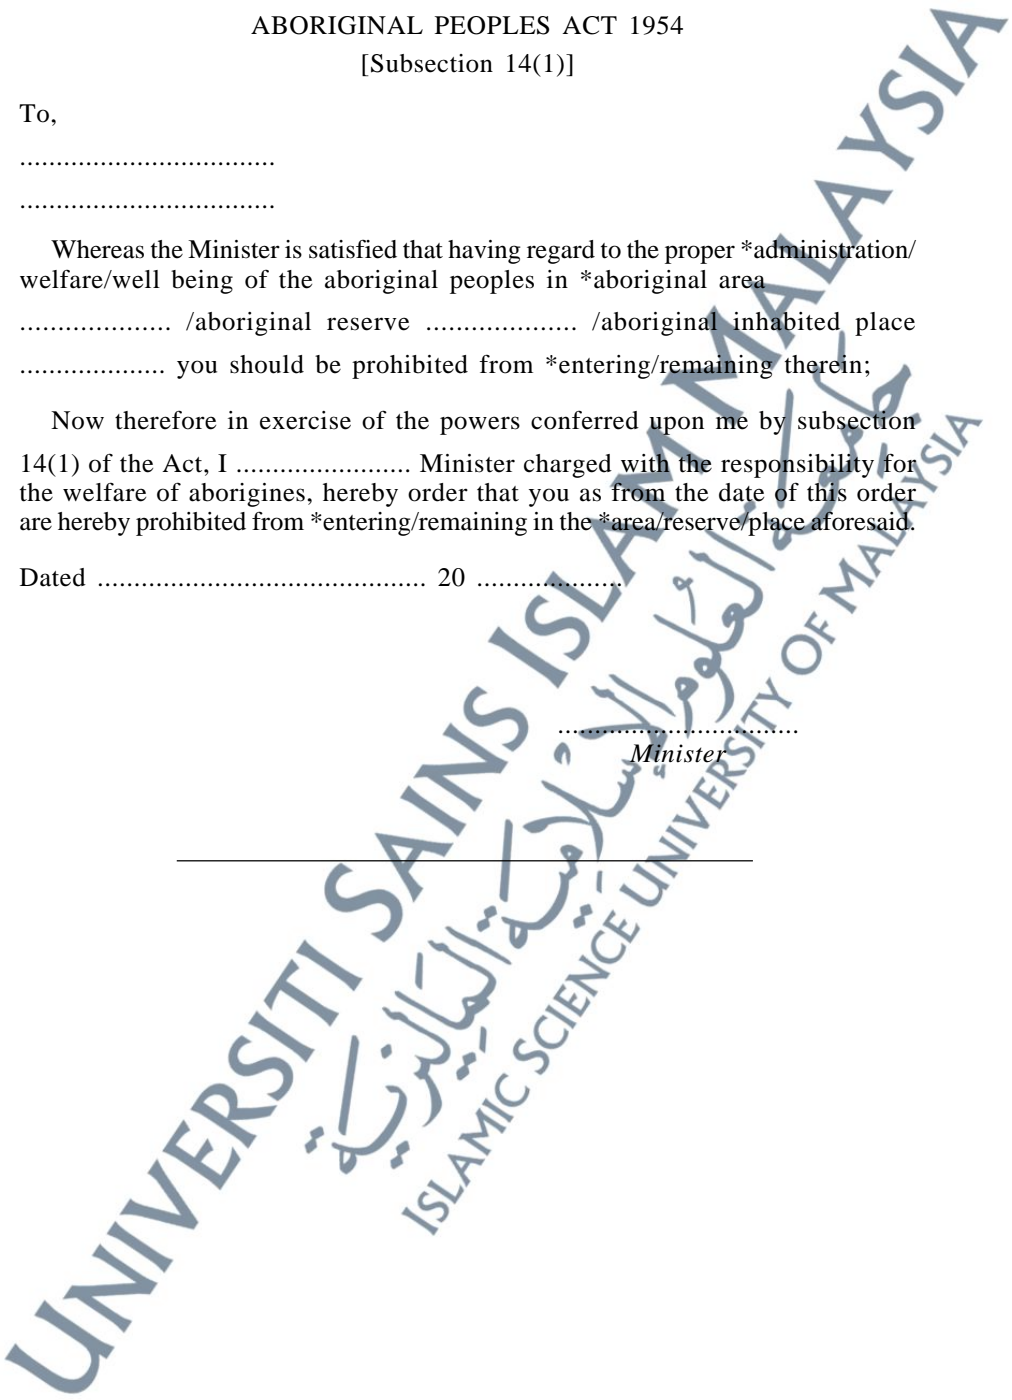 ABORIGINAL PEOPLES ACT 1954
[Subsection 14(1)]
To,
...................................
...................................
Whereas the Minister is satisfied that having regard to the proper *administration/
welfare/well being of the aboriginal peoples in *aboriginal area
..................... /aboriginal reserve ..................... /aboriginal inhabited place
.................... you should be prohibited from *entering/remaining therein;
Now therefore in exercise of the powers conferred upon me by subsection
14(1) of the Act, I ........................ Minister charged with the responsibility for
the welfare of aborigines, hereby order that you as from the date of this order
are hereby prohibited from *entering/remaining in the *area/reserve/place aforesaid.
Dated ............................................. 20 ....................
.................................
Minister
UNIVERSITI SAINS ISLAM MALAYSIA
جامعة العلوم الإسلامية الماليزية
ISLAMIC SCIENCE UNIVERSITY OF MALAYSIA